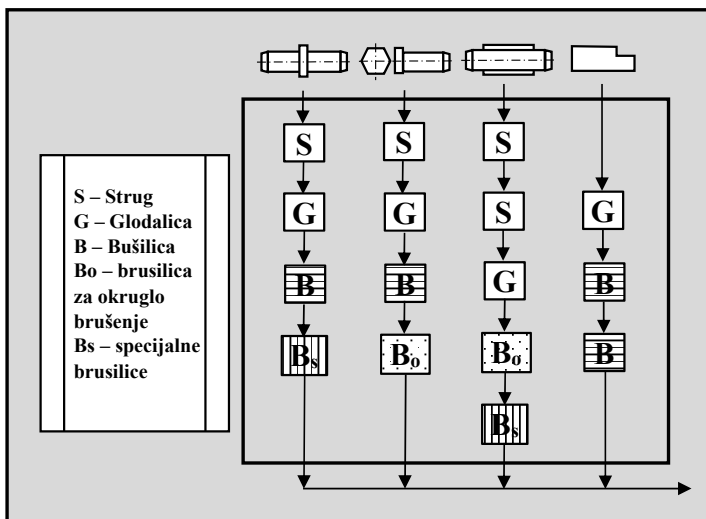 S – Strug
G – Glodalica
B – Bušilica
Bo – brusilica
za okruglo
brušenje
Bs – specijalne
brusilice
S
G
B
Bs
S
G
B
Bo
S
S
G
Bo
Bs
G
B
B